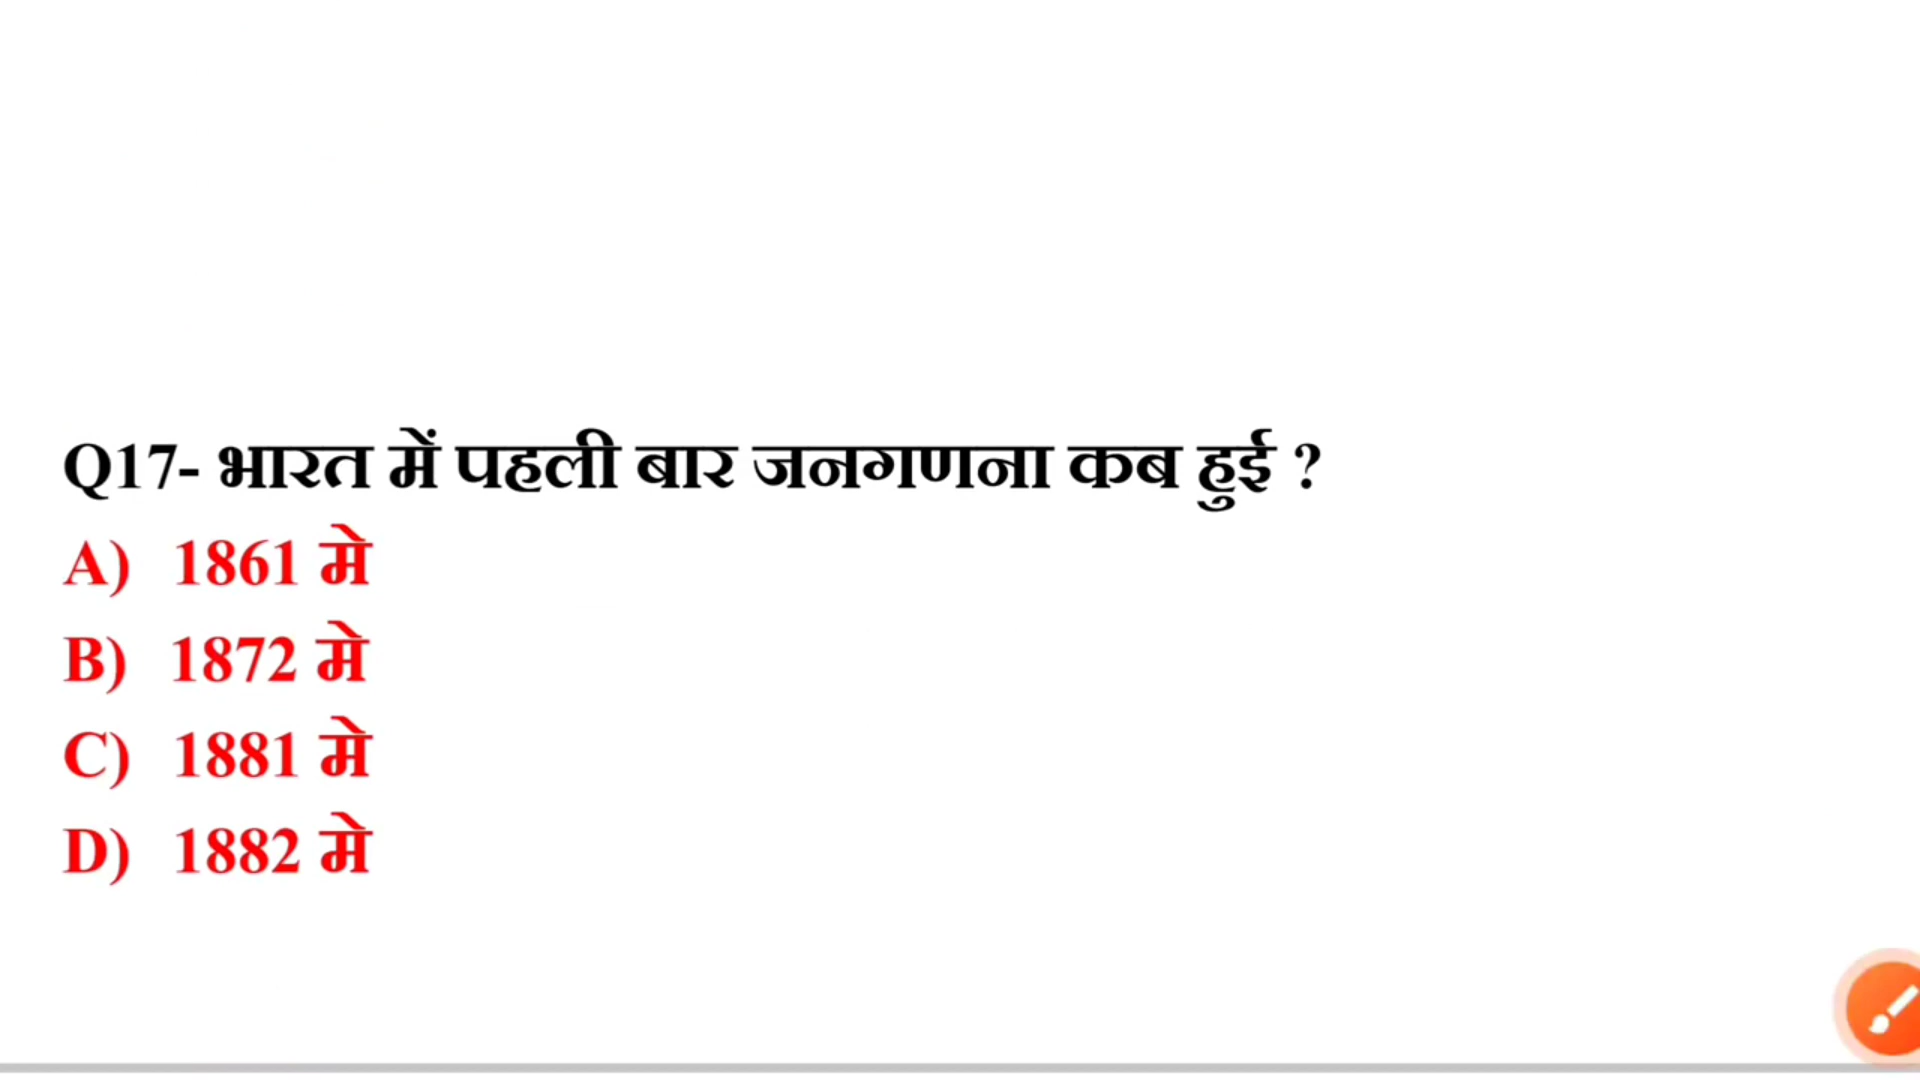 Q17- भारत में पहली बार जनगणना कब हुई ?
A) 1861 मे
B) 1872 मे
C) 1881 मे
D) 1882 मे